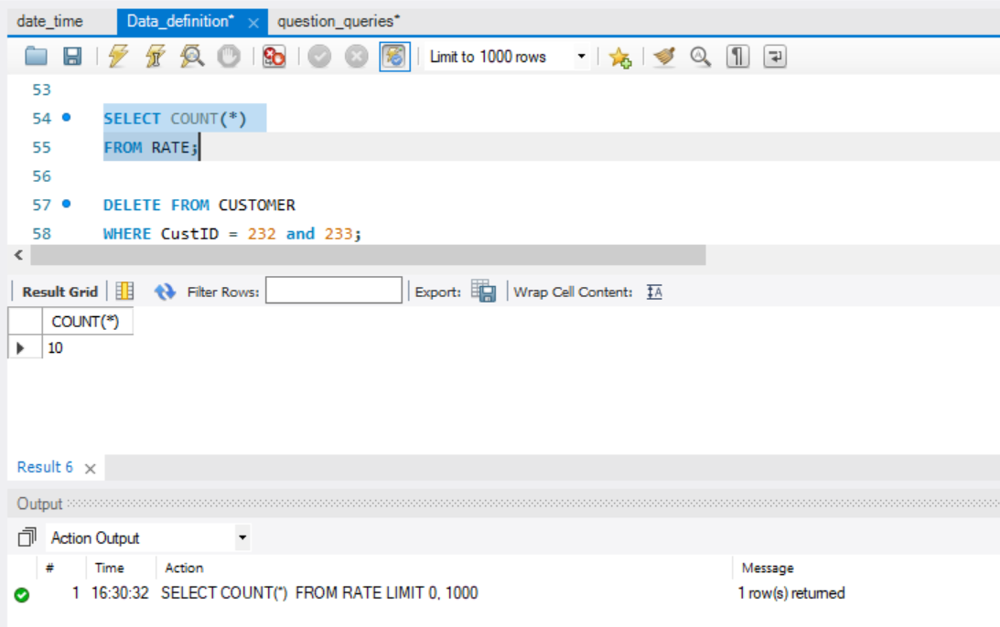 date_time Data_definition* × question_queries*
Limit to 1000 rows
53
54 SELECT COUNT(*)
55 FROM RATE;
56
57 DELETE FROM CUSTOMER
58 WHERE CustID = 232 and 233;
Result Grid Filter Rows: Export: Wrap Cell Content:
COUNT(*)
10
Result 6 ×
Output
Action Output
# Time Action Message
1 16:30:32 SELECT COUNT(*) FROM RATE LIMIT 0, 1000 1 row(s) returned